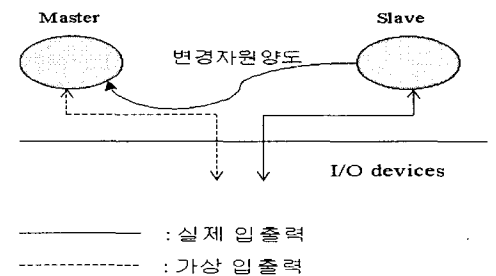 Master Slave
변경자원양도
I/O devices
: 실제 입출력
: 가상 입출력